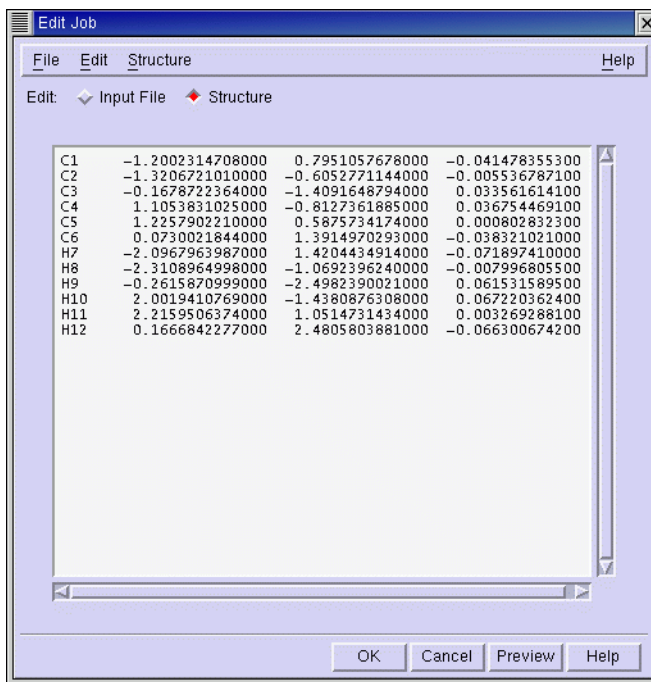 Edit Job
File Edit Structure Help
Edit: Input File Structure
C1 -1.2002314708000 0.7951057678000 -0.041478355300
C2 -1.3206721010000 -0.6052771144000 -0.005536787100
C3 -0.1678722364000 -1.4091648794000 0.033561614100
C4 1.1053831025000 -0.8127361885000 0.036754469100
C5 1.2257902210000 0.5875734174000 0.000802832300
C6 0.0730021844000 1.3914970293000 -0.038321021000
H7 -2.0967963987000 1.4204434914000 -0.071897410000
H8 -2.3108964998000 -1.0692396240000 -0.007996805500
H9 -0.2615870999000 -2.4982390021000 0.061531589500
H10 2.0019410769000 -1.4380876308000 0.067220362400
H11 2.2159506374000 1.0514731434000 0.003269288100
H12 0.1666842277000 2.4805803881000 -0.066300674200
OK Cancel Preview Help